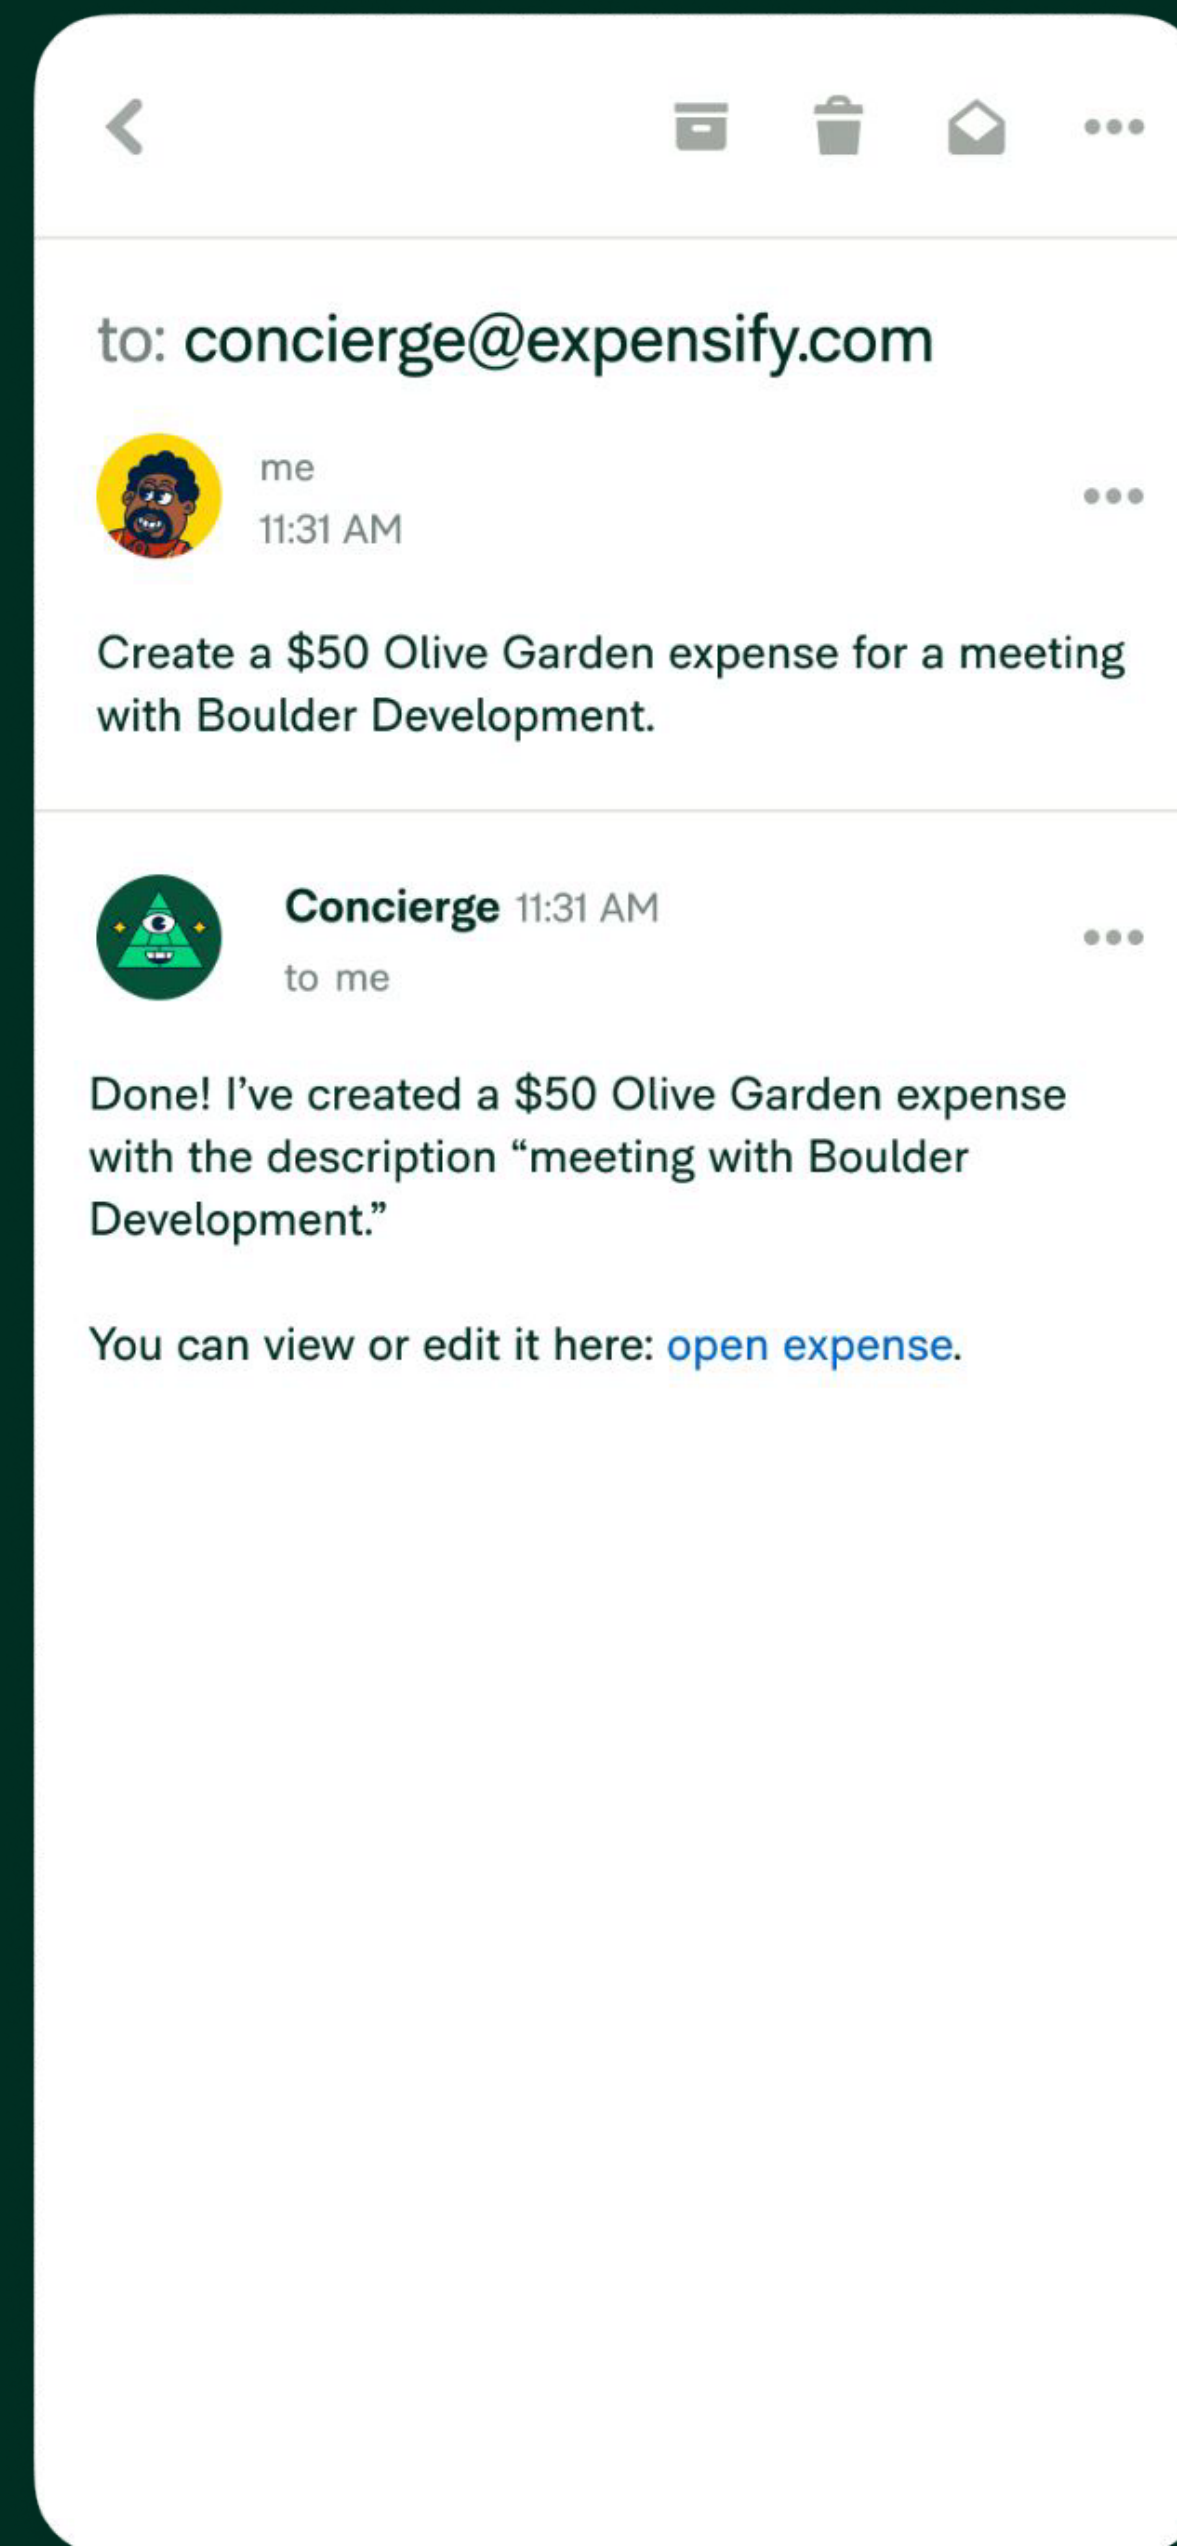 to: concierge@expensify.com
me
11:31 AM
Create a $50 Olive Garden expense for a meeting
with Boulder Development.
Concierge 11:31 AM
to me
Done! I’ve created a $50 Olive Garden expense
with the description “meeting with Boulder
Development.”
You can view or edit it here: open expense.